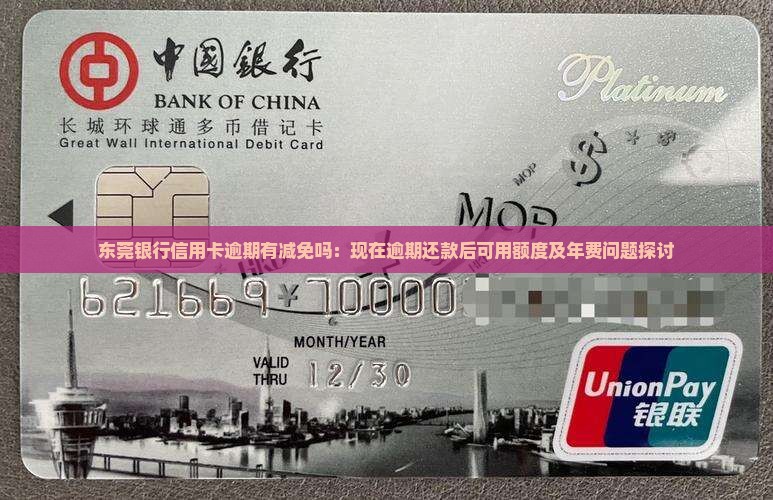 中国銀行
BANK OF CHINA
长城环球通多币借记卡
Great Wall International Debit Card
Platinum
MOP
$
¥
MOP
东莞银行信用卡逾期有减免吗：现在逾期还款后可用额度及年费问题探讨
621669 ¥ 70000
MONTH/YEAR
VALID
THRU 12/30
UnionPay
银联